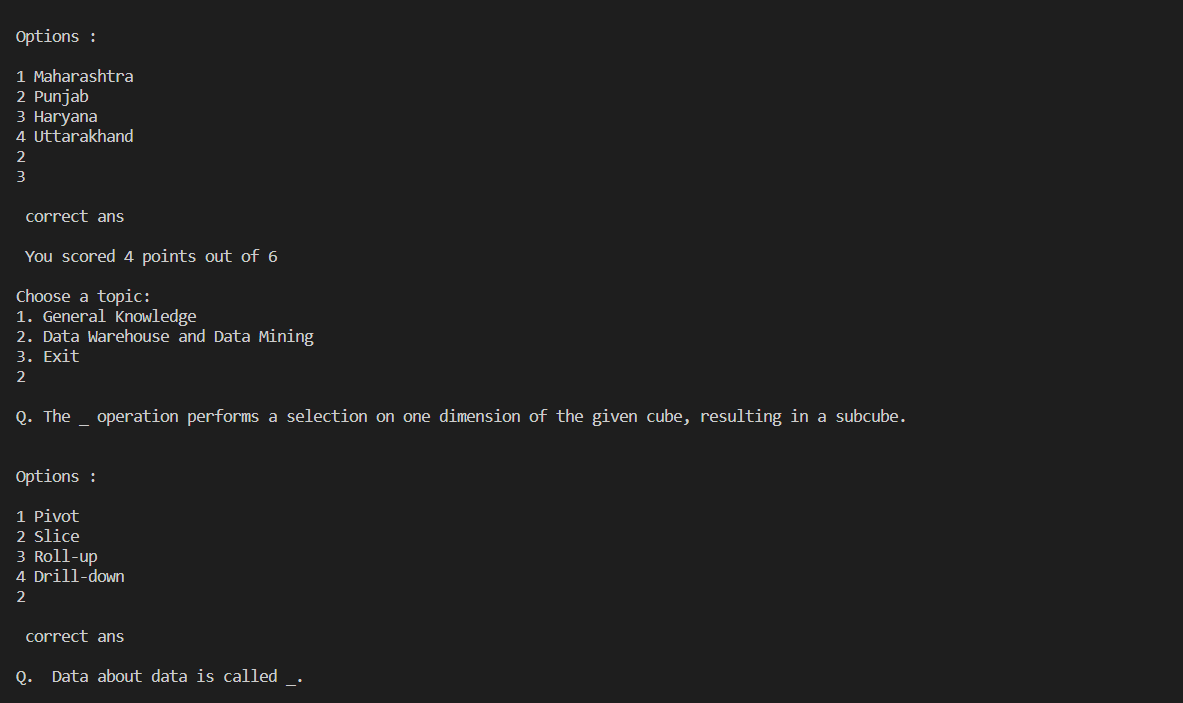 Options :
1 Maharashtra
2 Punjab
3 Haryana
4 Uttarakhand
2
3
correct ans
You scored 4 points out of 6
Choose a topic:
1. General Knowledge
2. Data Warehouse and Data Mining
3. Exit
2
Q. The _ operation performs a selection on one dimension of the given cube, resulting in a subcube.
Options :
1 Pivot
2 Slice
3 Roll-up
4 Drill-down
2
correct ans
Q.  Data about data is called _.